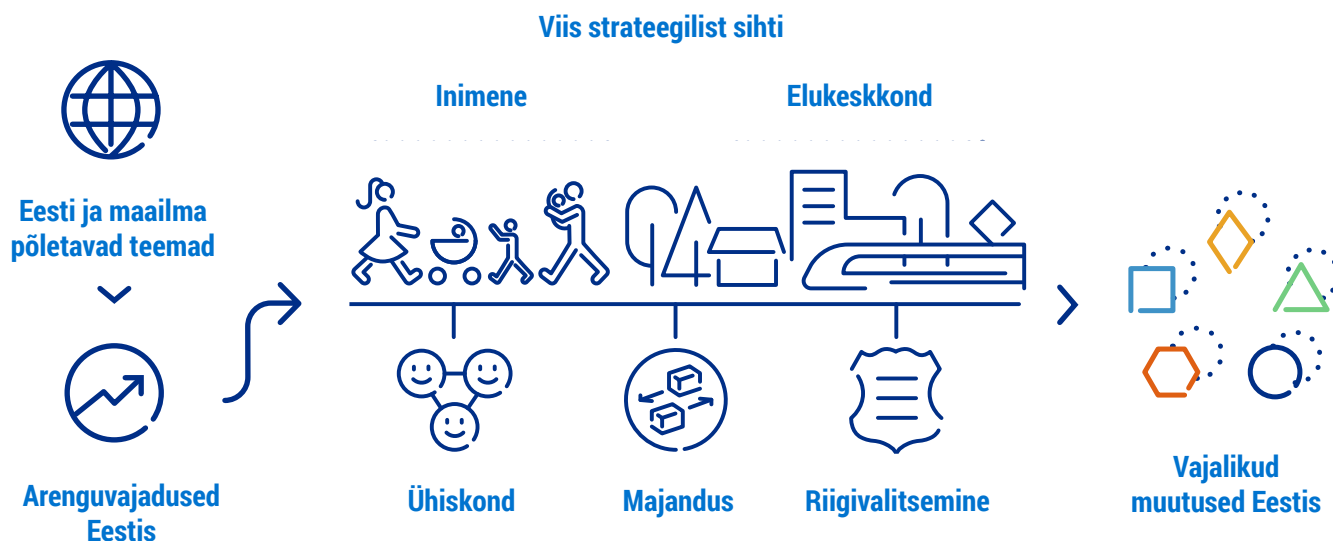 Viis strateegilist sihti
Inimene
Elukeskkond
Eesti ja maailma
põletavad teemad
Arenguvajadused
Eestis
Ühiskond
Majandus
Riigivalitsemine
Vajalikud
muutused Eestis